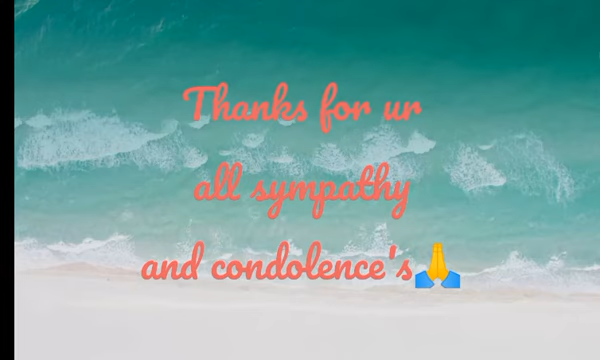 Thanks for ur
all sympathy
and condolence's🙏